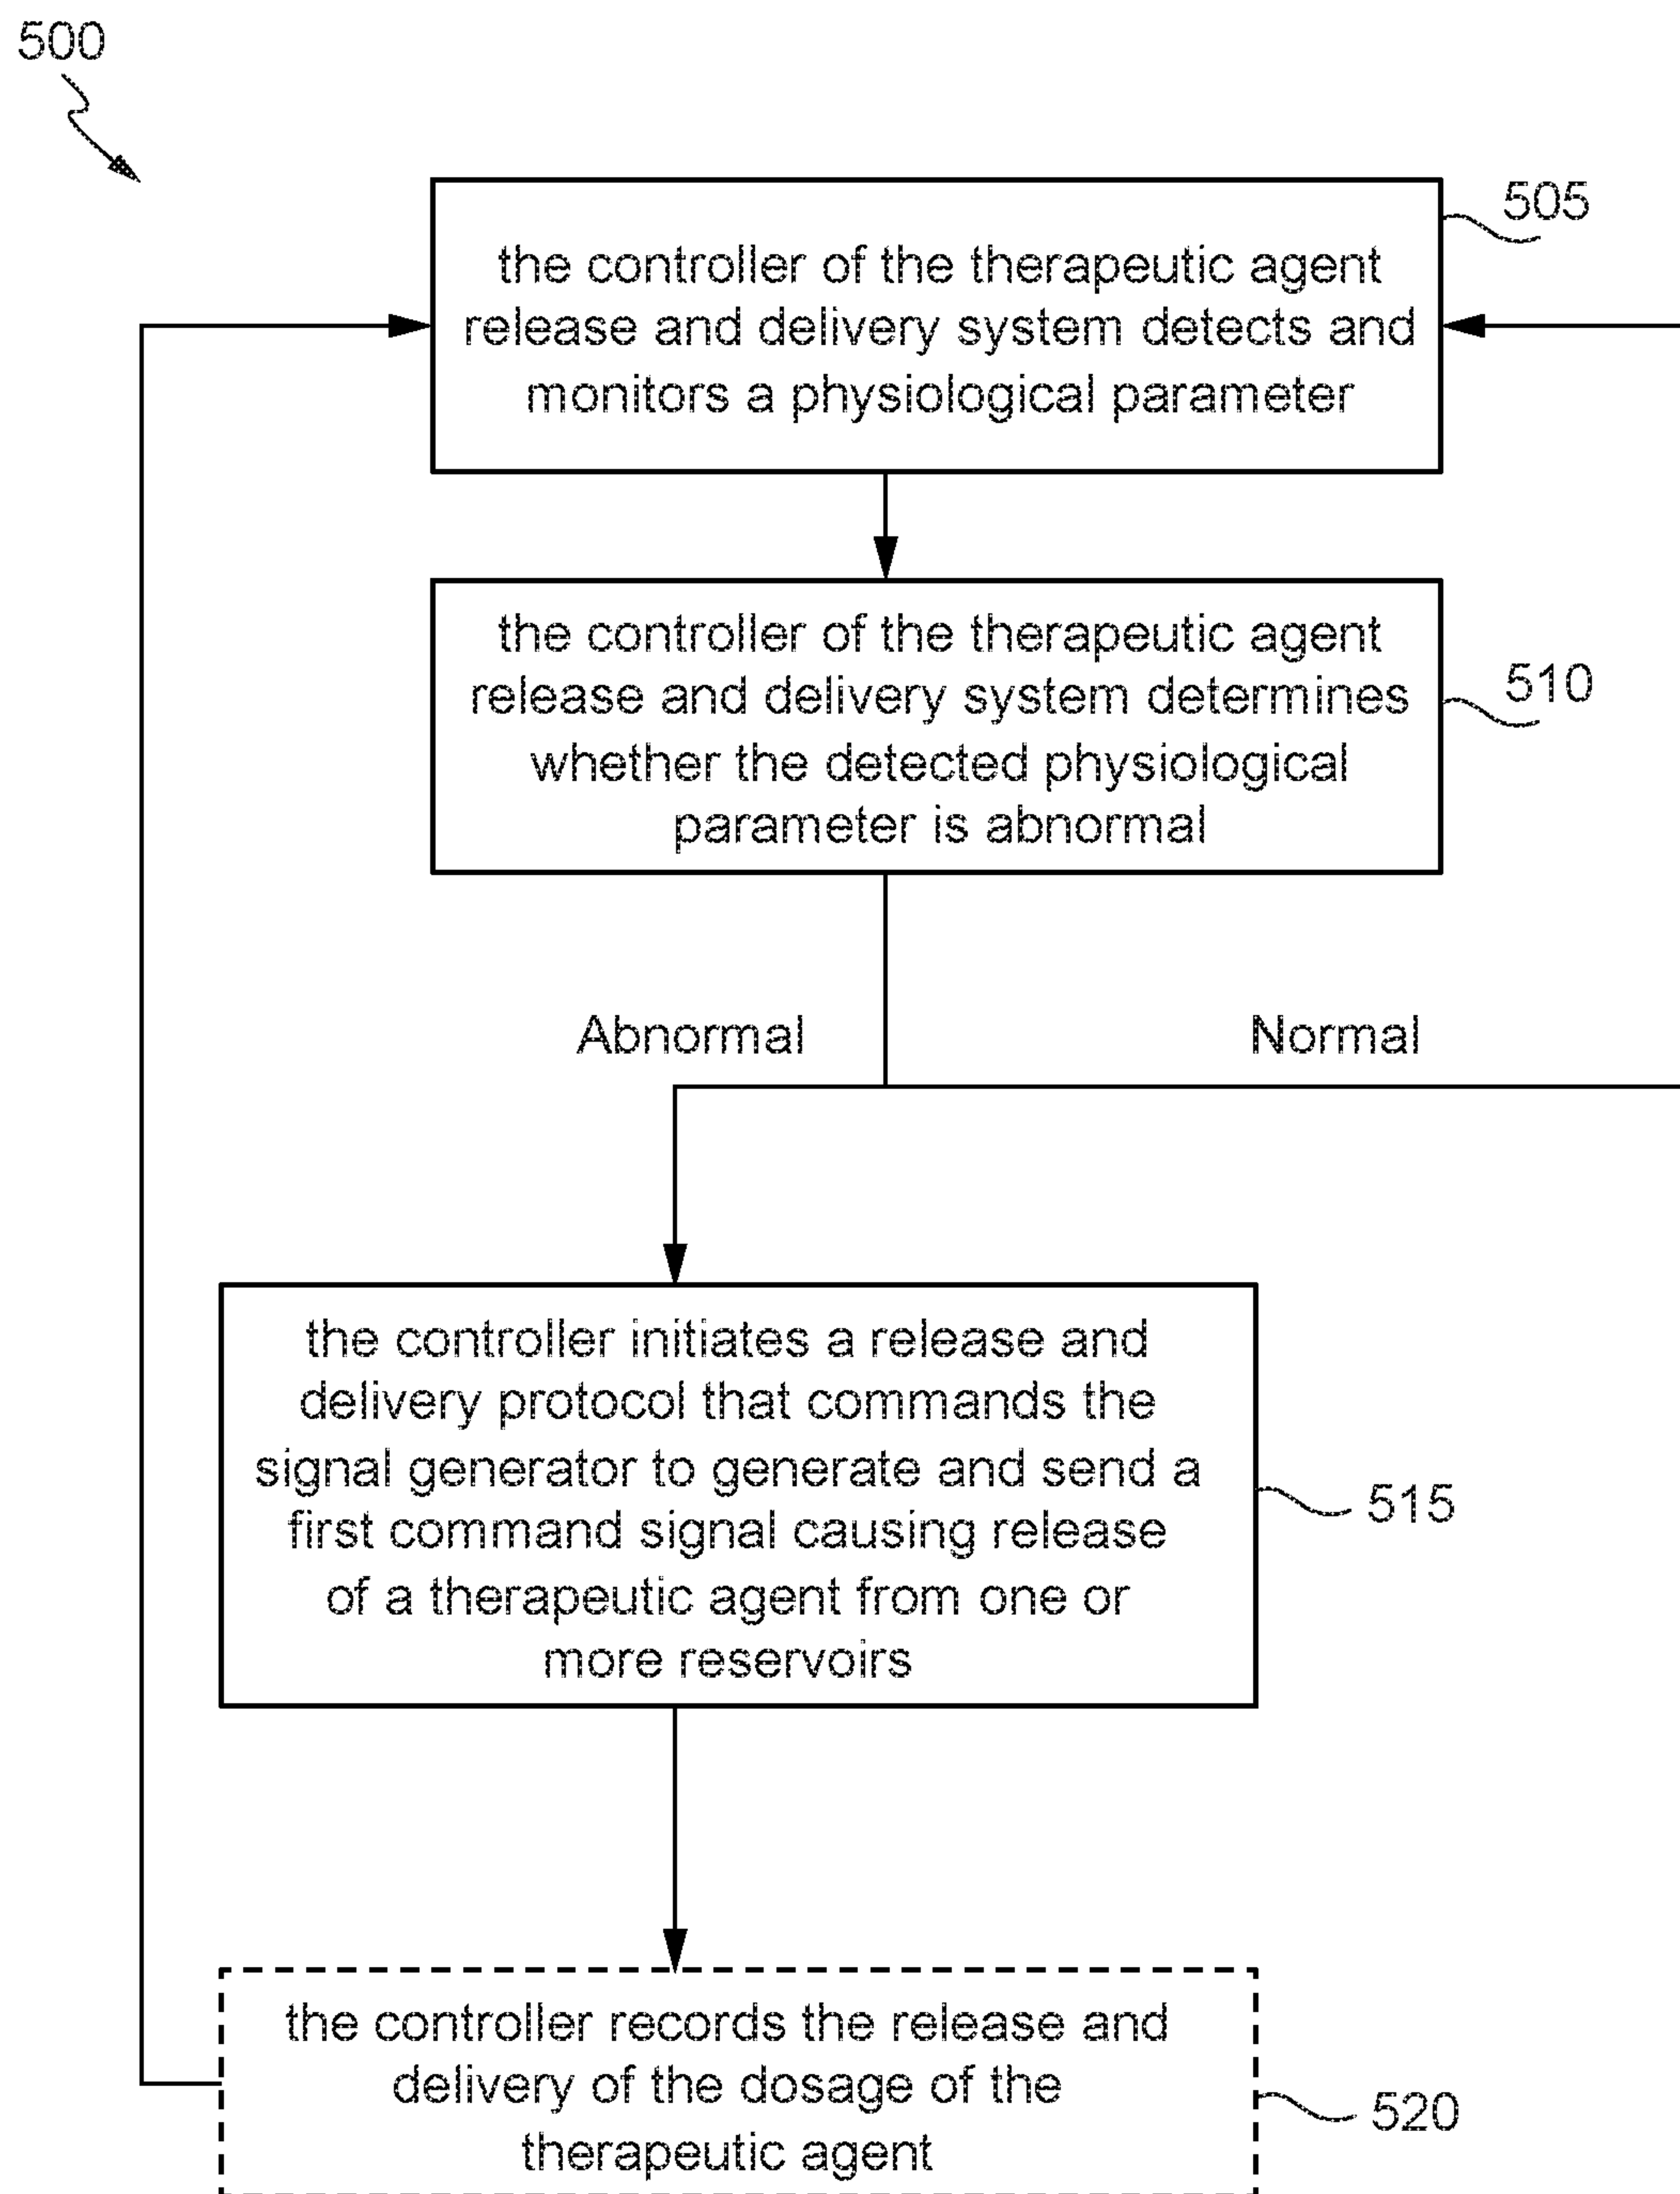 500
505
the controller of the therapeutic agent
release and delivery system detects and
monitors a physiological parameter
the controller of the therapeutic agent
release and delivery system determines
whether the detected physiological
parameter is abnormal
510
Abnormal
Normal
the controller initiates a release and
delivery protocol that commands the
signal generator to generate and send a
first command signal causing release
of a therapeutic agent from one or
more reservoirs
515
the controller records the release and
delivery of the dosage of the
therapeutic agent
520